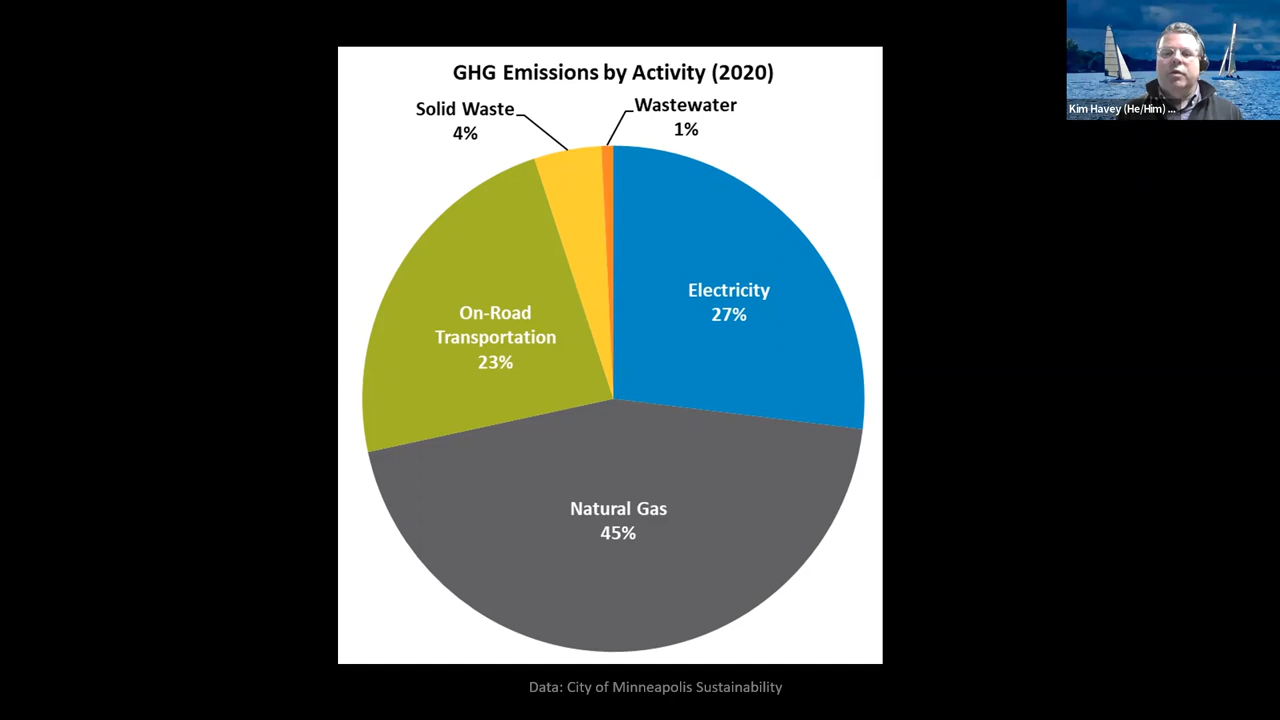 GHG Emissions by Activity (2020)
Solid Waste
4%
Wastewater
1%
Electricity
27%
On-Road
Transportation
23%
Natural Gas
45%
Data: City of Minneapolis Sustainability
Kim Havey (He/Him) ...